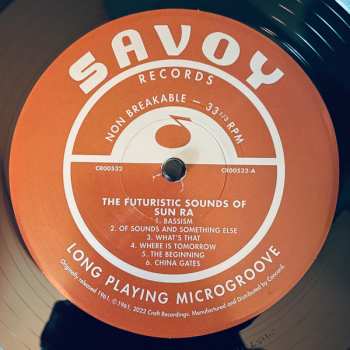 SAVOY
RECORDS
NON BREAKABLE — 33 1/3 RPM
CR00532
CR00532-A
THE FUTURISTIC SOUNDS OF
SUN RA
1. BASSISM
2. OF SOUNDS AND SOMETHING ELSE
3. WHAT'S THAT
4. WHERE IS TOMORROW
5. THE BEGINNING
6. CHINA GATES
LONG PLAYING MICROGROOVE
Originally released 1961. © 1961, 2022 Craft Recordings. Manufactured and Distributed by Concord.